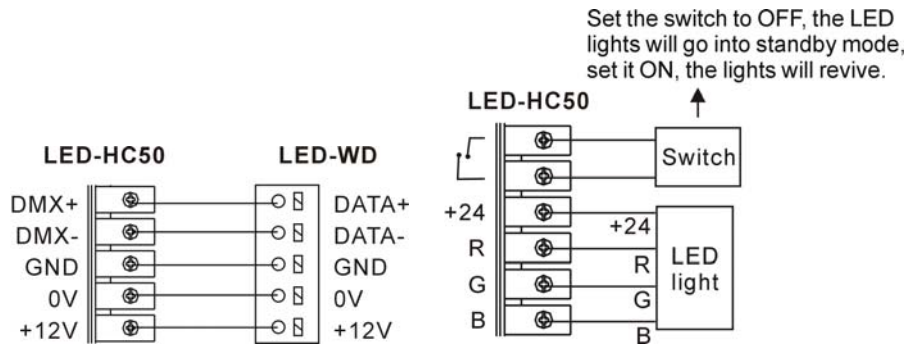 Set the switch to OFF, the LED
lights will go into standby mode,
set it ON, the lights will revive.
LED-HC50
LED-WD
DMX+
DATA+
DMX-
DATA-
GND
GND
0V
0V
+12V
+12V
LED-HC50
Switch
+24
+24
R
R
G
G
B
B
LED
light